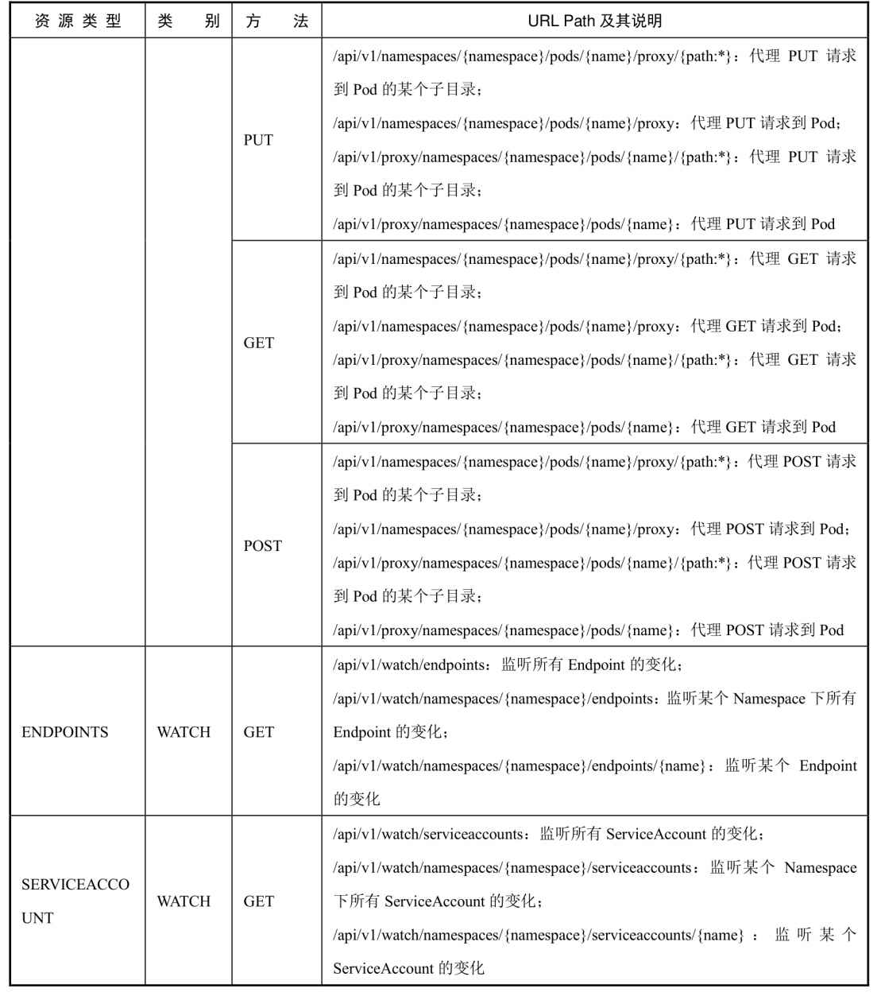 资源类型 类别 方法 URL Path 及其说明
/api/v1/namespaces/{namespace}/pods/{name}/proxy/{path:*}：代理 PUT 请求
到 Pod 的某个子目录；
/api/v1/namespaces/{namespace}/pods/{name}/proxy：代理 PUT 请求到 Pod；
PUT
/api/v1/proxy/namespaces/{namespace}/pods/{name}/{path:*}：代理 PUT 请求
到 Pod 的某个子目录；
/api/v1/proxy/namespaces/{namespace}/pods/{name}：代理 PUT 请求到 Pod
/api/v1/namespaces/{namespace}/pods/{name}/proxy/{path:*}：代理 GET 请求
到 Pod 的某个子目录；
/api/v1/namespaces/{namespace}/pods/{name}/proxy：代理 GET 请求到 Pod；
GET
/api/v1/proxy/namespaces/{namespace}/pods/{name}/{path:*}：代理 GET 请求
到 Pod 的某个子目录；
/api/v1/proxy/namespaces/{namespace}/pods/{name}：代理 GET 请求到 Pod
/api/v1/namespaces/{namespace}/pods/{name}/proxy/{path:*}：代理 POST 请求
到 Pod 的某个子目录；
/api/v1/namespaces/{namespace}/pods/{name}/proxy：代理 POST 请求到 Pod；
POST
/api/v1/proxy/namespaces/{namespace}/pods/{name}/{path:*}：代理 POST 请求
到 Pod 的某个子目录；
/api/v1/proxy/namespaces/{namespace}/pods/{name}：代理 POST 请求到 Pod
/api/v1/watch/endpoints：监听所有 Endpoint 的变化；
/api/v1/watch/namespaces/{namespace}/endpoints：监听某个 Namespace 下所有
ENDPOINTS WATCH GET Endpoint 的变化；
/api/v1/watch/namespaces/{namespace}/endpoints/{name}：监听某个 Endpoint
的变化
/api/v1/watch/serviceaccounts：监听所有 ServiceAccount 的变化；
/api/v1/watch/namespaces/{namespace}/serviceaccounts：监听某个 Namespace
SERVICEACCO
UNT
WATCH GET 下所有 ServiceAccount 的变化；
/api/v1/watch/namespaces/{namespace}/serviceaccounts/{name}：监听某个
ServiceAccount 的变化